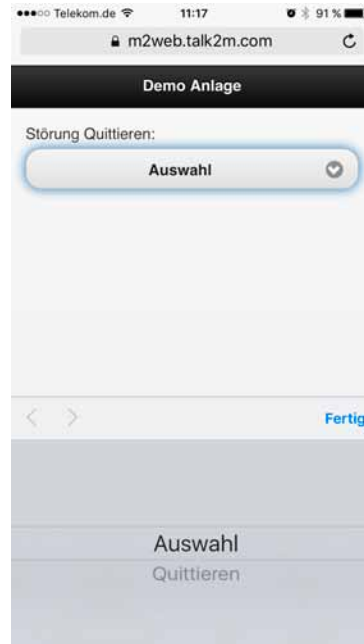 Telekom.de 11:17 91 %
m2web.talk2m.com
Demo Anlage
Störung Quittieren:
Auswahl
Fertig
Auswahl
Quittieren